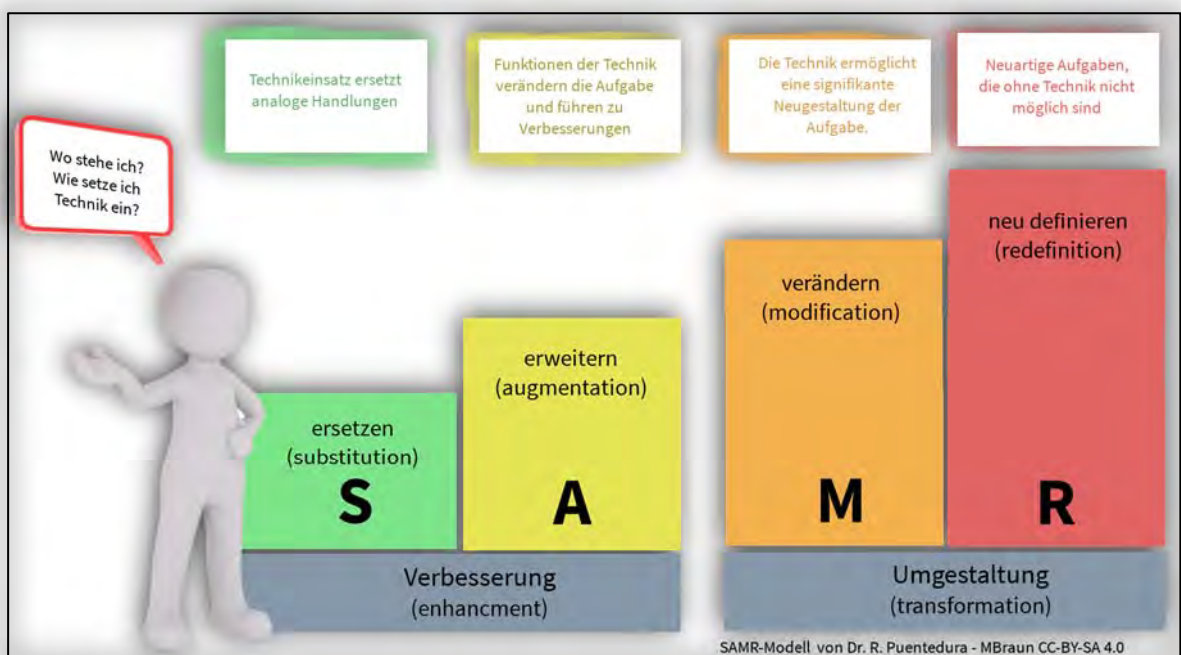 Technikeinsatz ersetzt
analoge Handlungen
Funktionen der Technik
verändern die Aufgabe
und führen zu
Verbesserungen
Die Technik ermöglicht
eine signifikante
Neugestaltung der
Aufgabe.
Neuartige Aufgaben,
die ohne Technik nicht
möglich sind
Wo stehe ich?
Wie setze ich
Technik ein?
ersetzen
(substitution)
S
erweitern
(augmentation)
A
verändern
(modification)
M
neu definieren
(redefinition)
R
Verbesserung
(enhancment)
Umgestaltung
(transformation)
SAMR-Modell von Dr. R. Puentedura - MBraun CC-BY-SA 4.0